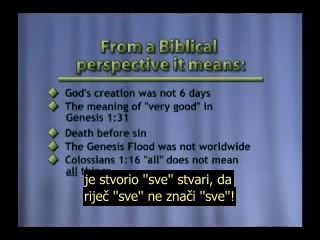 From a Biblical
perspective it means:
God's creation was not 6 days
The meaning of "very good" in
Genesis 1:31
Death before sin
The Genesis Flood was not worldwide
Colossians 1:16 "all" does not mean
all things
je stvorio "sve" stvari, da
riječ "sve" ne znači "sve"!